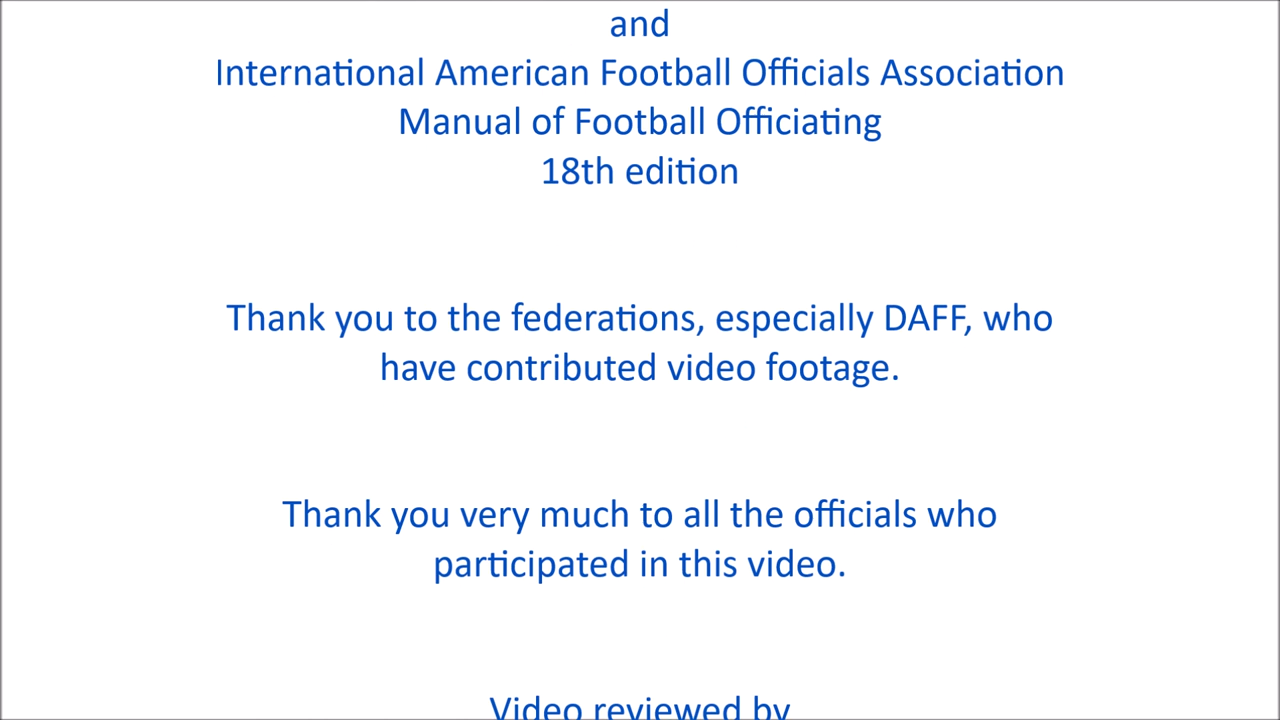 and
International American Football Officials Association
Manual of Football Officiating
18th edition
Thank you to the federations, especially DAFF, who
have contributed video footage.
Thank you very much to all the officials who
participated in this video.
Video reviewed by